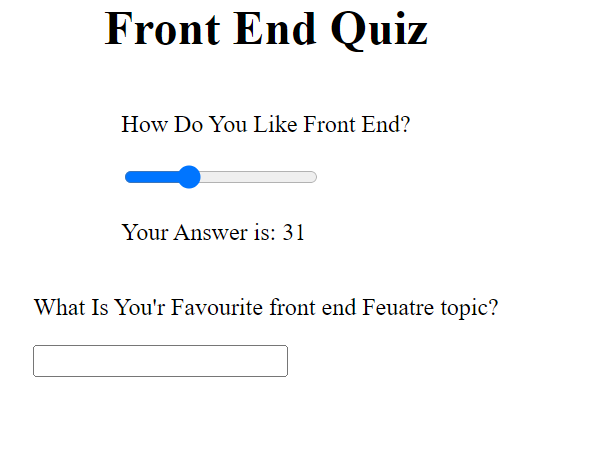 Front End Quiz
How Do You Like Front End?
Your Answer is: 31
What Is You'r Favourite front end Feuatre topic?